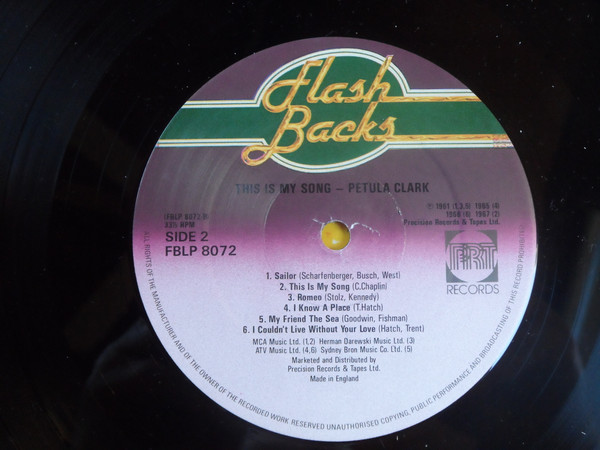 Flash
Backs
THIS IS MY SONG – PETULA CLARK
(FBLP 8072.B)
33⅓ RPM
SIDE 2
FBLP 8072
℗ 1961 (1,3,5) 1965 (4)
1966 (6) 1967 (2)
Precision Records & Tapes Ltd.
PRT
RECORDS
1. Sailor (Scharfenberger, Busch, West)
2. This Is My Song (C.Chaplin)
3. Romeo (Stolz, Kennedy)
4. I Know A Place (T.Hatch)
5. My Friend The Sea (Goodwin, Fishman)
6. I Couldn't Live Without Your Love (Hatch, Trent)
MCA Music Ltd. (1,2) Herman Darewski Music Ltd. (3)
ATV Music Ltd. (4,6) Sydney Bron Music Co. Ltd. (5)
Marketed and Distributed by
Precision Records & Tapes Ltd.
Made in England
ALL RIGHTS OF THE MANUFACTURER AND OF THE OWNER OF THE RECORDED WORK RESERVED UNAUTHORISED COPYING, PUBLIC PERFORMANCE AND BROADCASTING OF THIS RECORD PROHIBITED